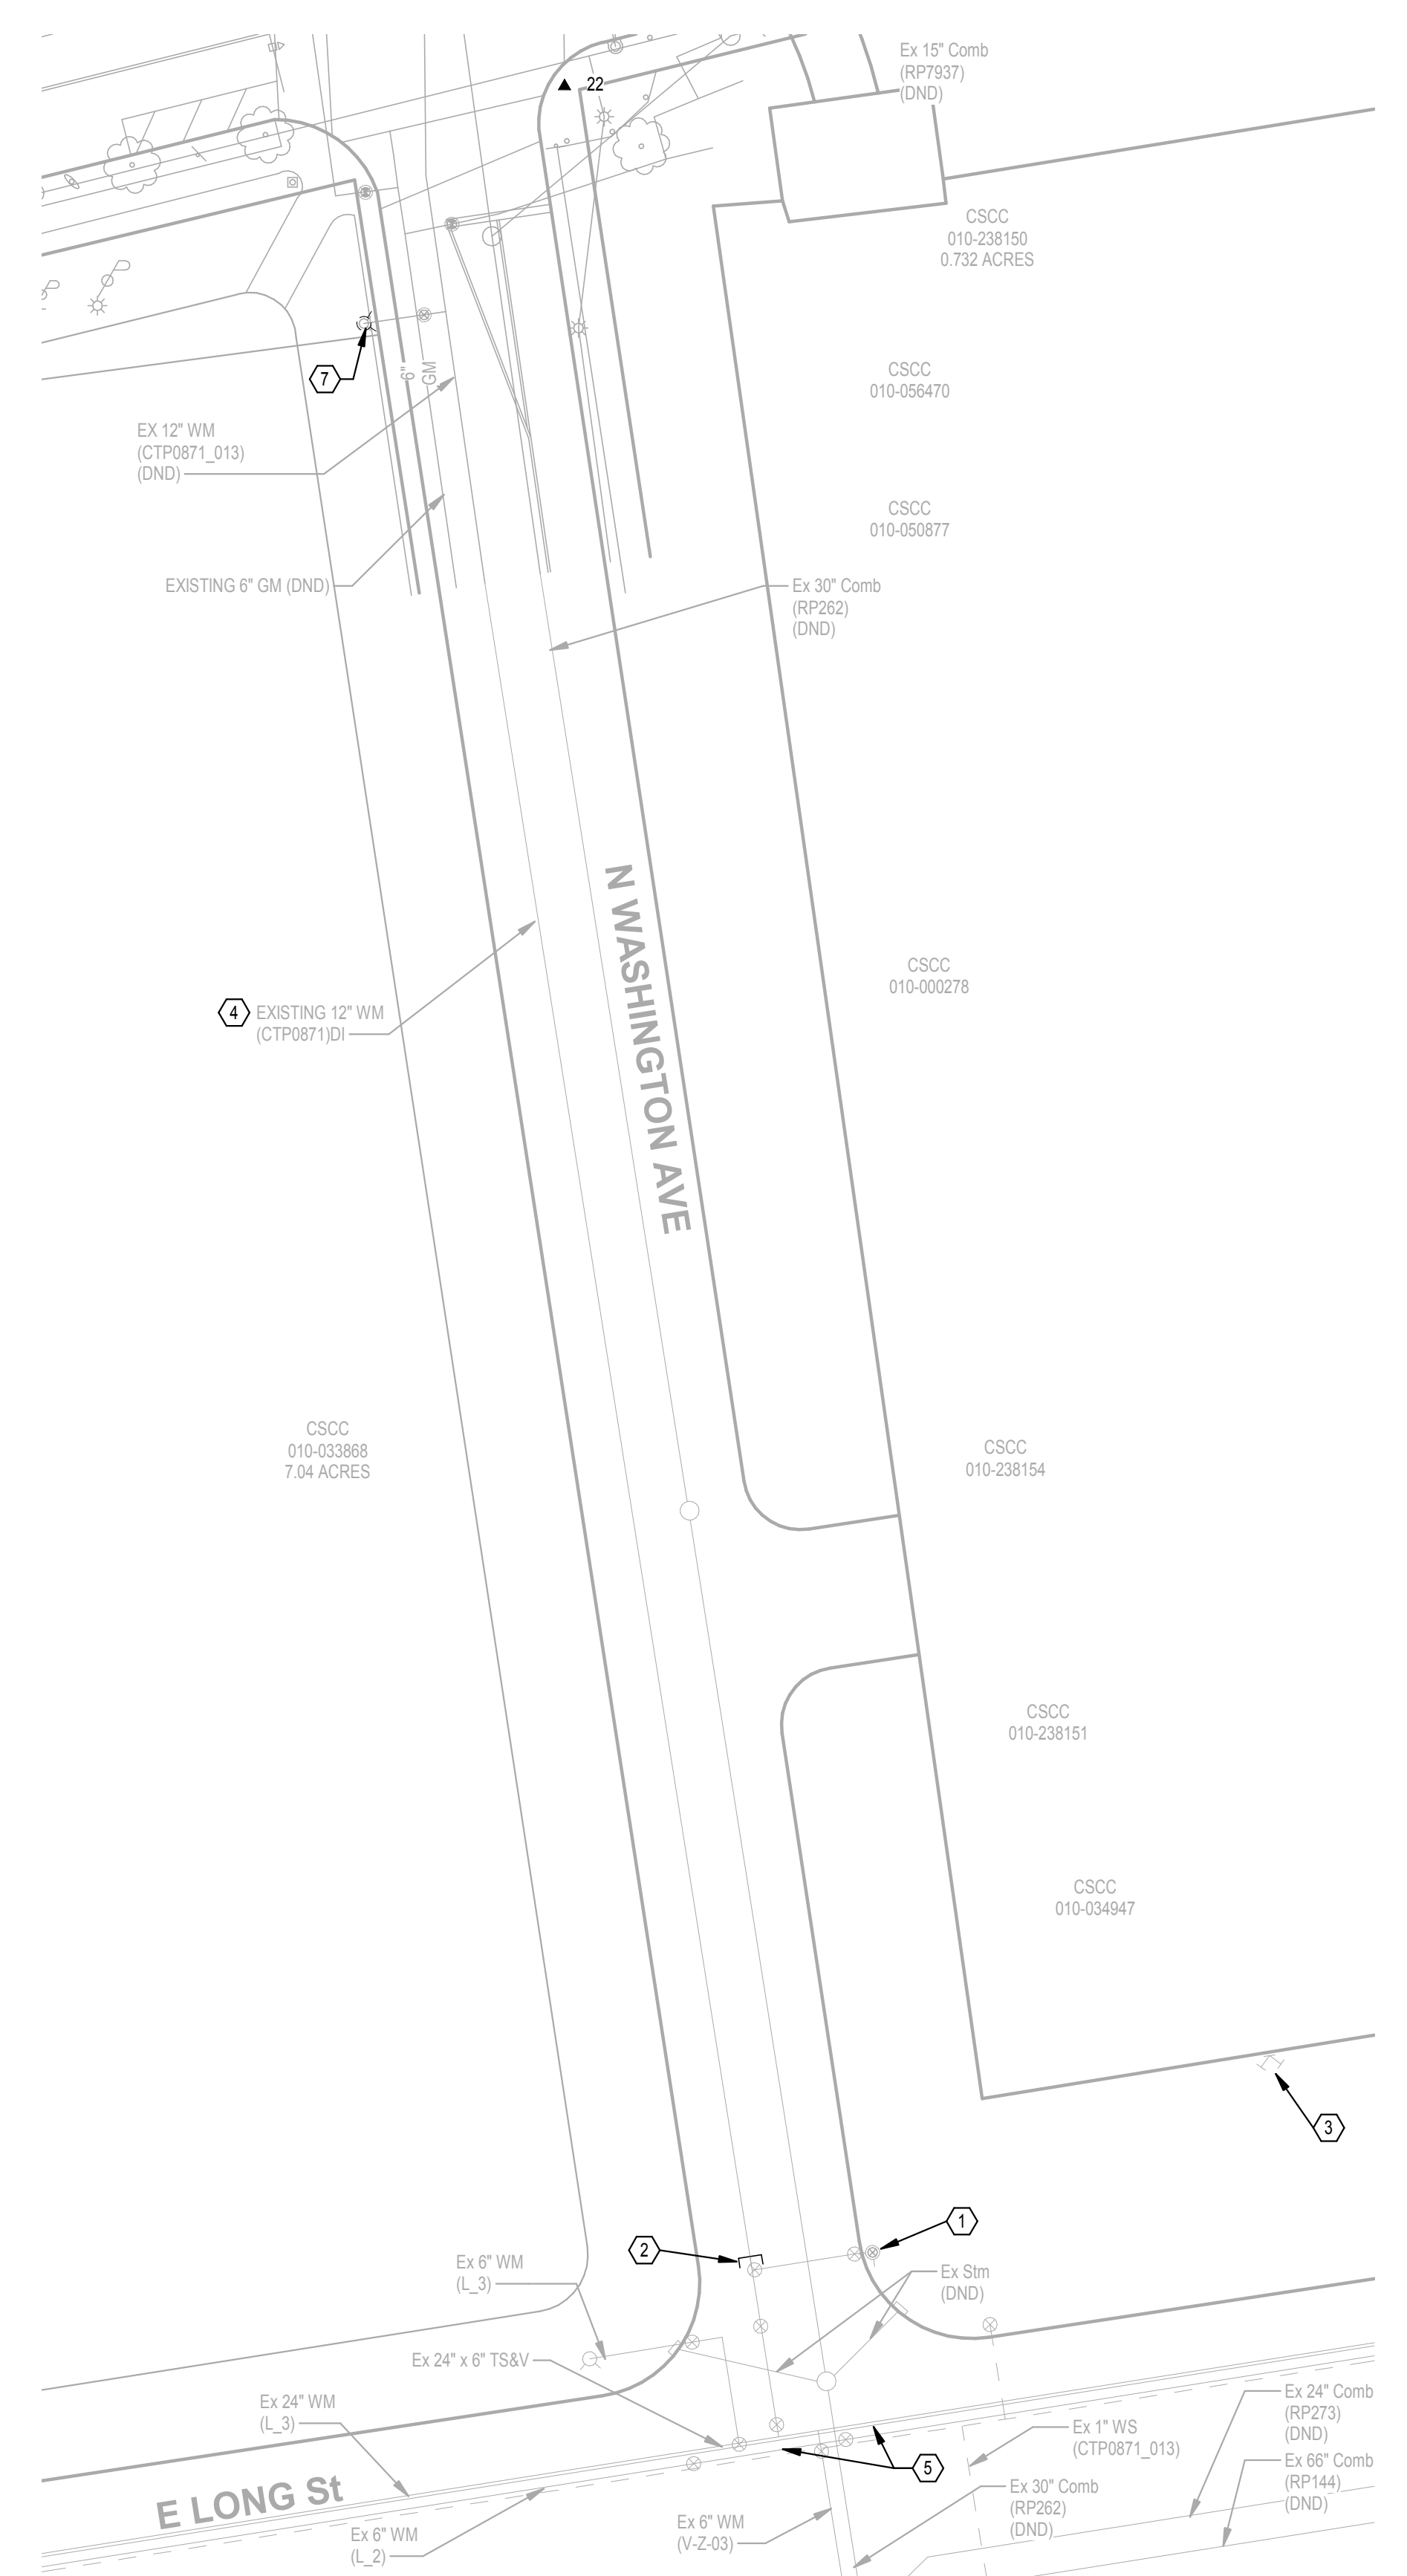 Ex 15" Comb
(RP7937)
(DND)
22
CSCC
010-238150
0.732 ACRES
7
6"
GM
CSCC
010-056470
EX 12" WM
(CTP0871_013)
(DND)
CSCC
010-050877
EXISTING 6" GM (DND)
Ex 30" Comb
(RP262)
(DND)
N WASHINGTON AVE
CSCC
010-000278
4
EXISTING 12" WM
(CTP0871)DI
CSCC
010-033868
7.04 ACRES
CSCC
010-238154
CSCC
010-238151
CSCC
010-034947
3
1
2
Ex 6" WM
(L_3)
Ex Stm
(DND)
Ex 24" x 6" TS&V
Ex 24" WM
(L_3)
Ex 24" Comb
(RP273)
(DND)
Ex 1" WS
(CTP0871_013)
5
Ex 66" Comb
(RP144)
(DND)
E LONG St
Ex 30" Comb
(RP262)
(DND)
Ex 6" WM
(V-Z-03)
Ex 6" WM
(L_2)